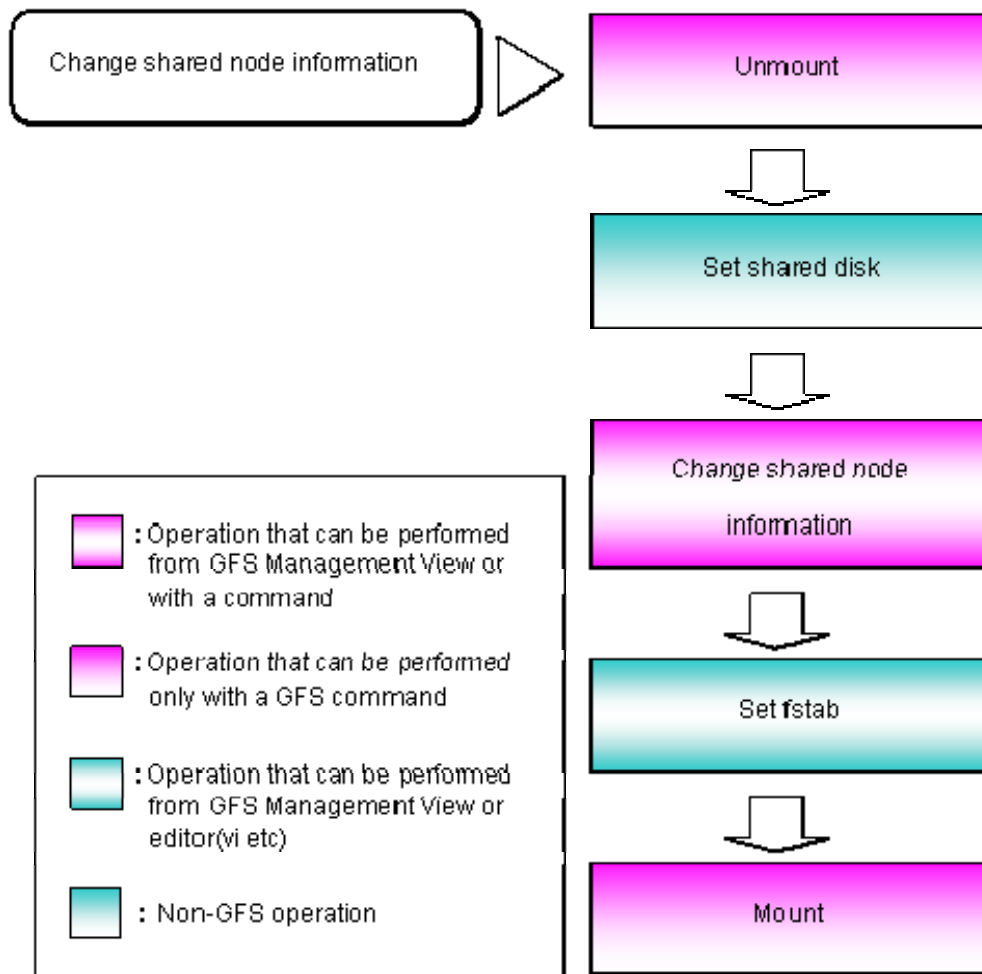 Change shared node information
Unmount
Set shared disk
Change shared node
information
Set fstab
Mount
: Operation that can be performed
from GFS Management View or
with a command
: Operation that can be performed
only with a GFS command
: Operation that can be performed
from GFS Management View or
editor(vi etc)
: Non-GFS operation